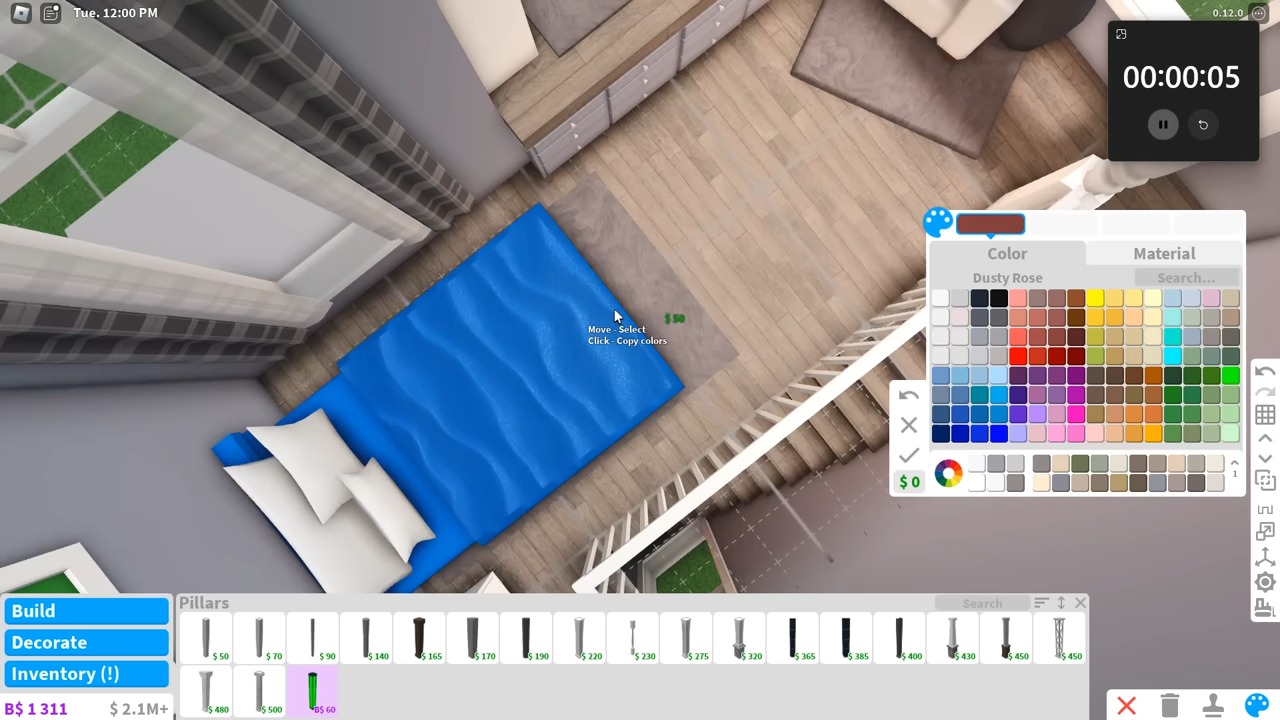 Tue. 12:00 PM
0.12.0
00:00:05
Color
Material
Dusty Rose
Search...
$ 50
Move - Select
Click - Copy colors
$ 0
1
Pillars
Search
Build
Decorate
Inventory (!)
B$ 1 311
$ 2.1M+
$ 50
$ 70
$ 90
$ 140
$ 165
$ 170
$ 190
$ 220
$ 230
$ 275
$ 320
$ 365
$ 385
$ 400
$ 430
$ 450
$ 450
$ 480
$ 500
B$ 60